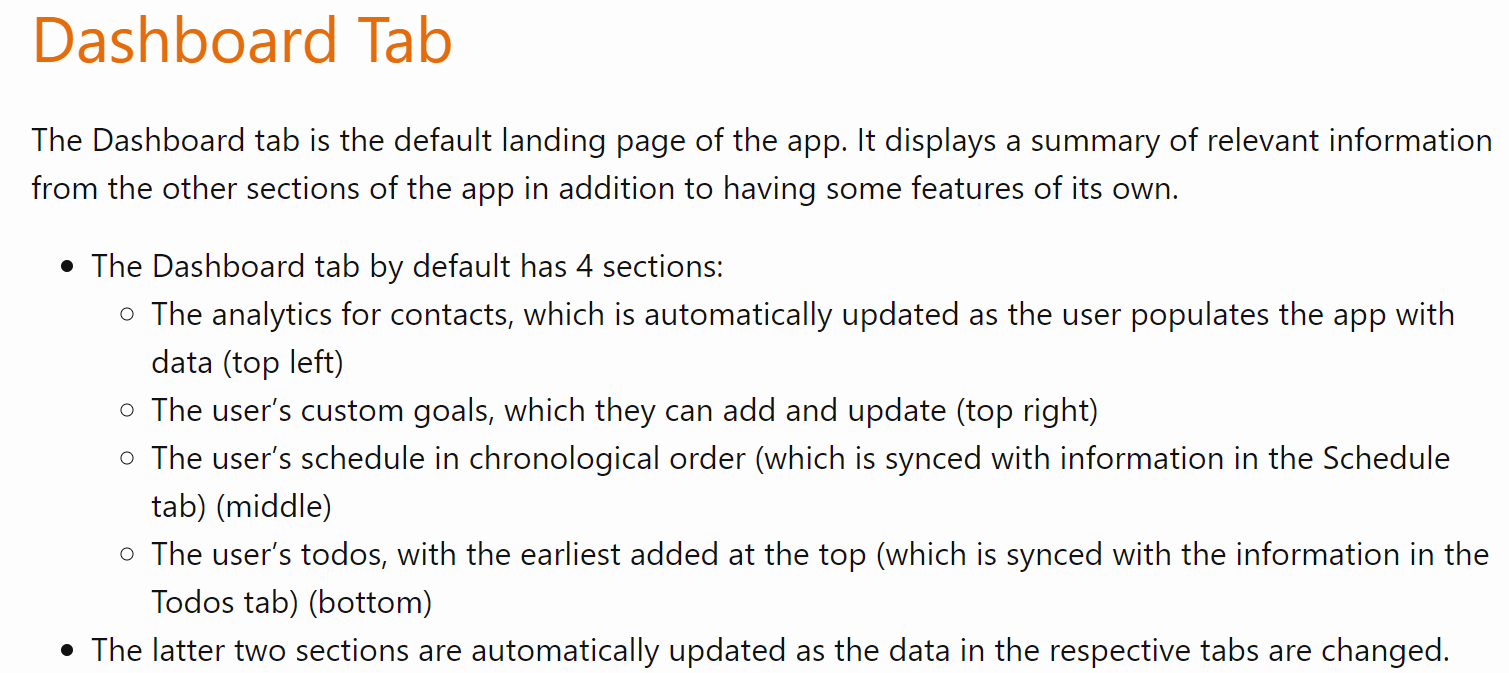 Dashboard Tab
The Dashboard tab is the default landing page of the app. It displays a summary of relevant information
from the other sections of the app in addition to having some features of its own.
• The Dashboard tab by default has 4 sections:
◦ The analytics for contacts, which is automatically updated as the user populates the app with
data (top left)
◦ The user’s custom goals, which they can add and update (top right)
◦ The user’s schedule in chronological order (which is synced with information in the Schedule
tab) (middle)
◦ The user’s todos, with the earliest added at the top (which is synced with the information in the
Todos tab) (bottom)
• The latter two sections are automatically updated as the data in the respective tabs are changed.